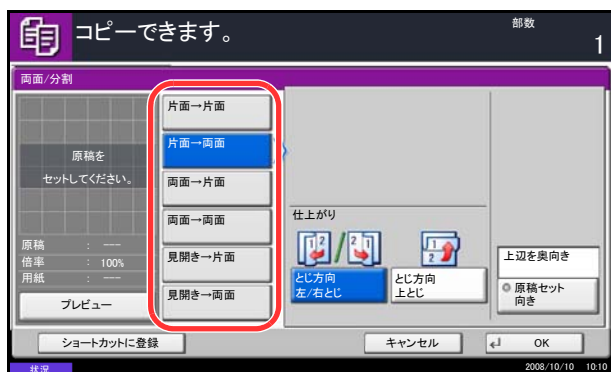 コピーできます。
部数
1
両面/分割
原稿を
セットしてください。
原稿 : ---
倍率 : 100%
用紙 : ---
プレビュー
片面→片面
片面→両面
両面→片面
両面→両面
見開き→片面
見開き→両面
仕上がり
1 2
/
2 1
1
2
とじ方向
左/右とじ
とじ方向
上とじ
上辺を奥向き
原稿セット
向き
ショートカットに登録
キャンセル
OK
状況
2008/10/10 10:10